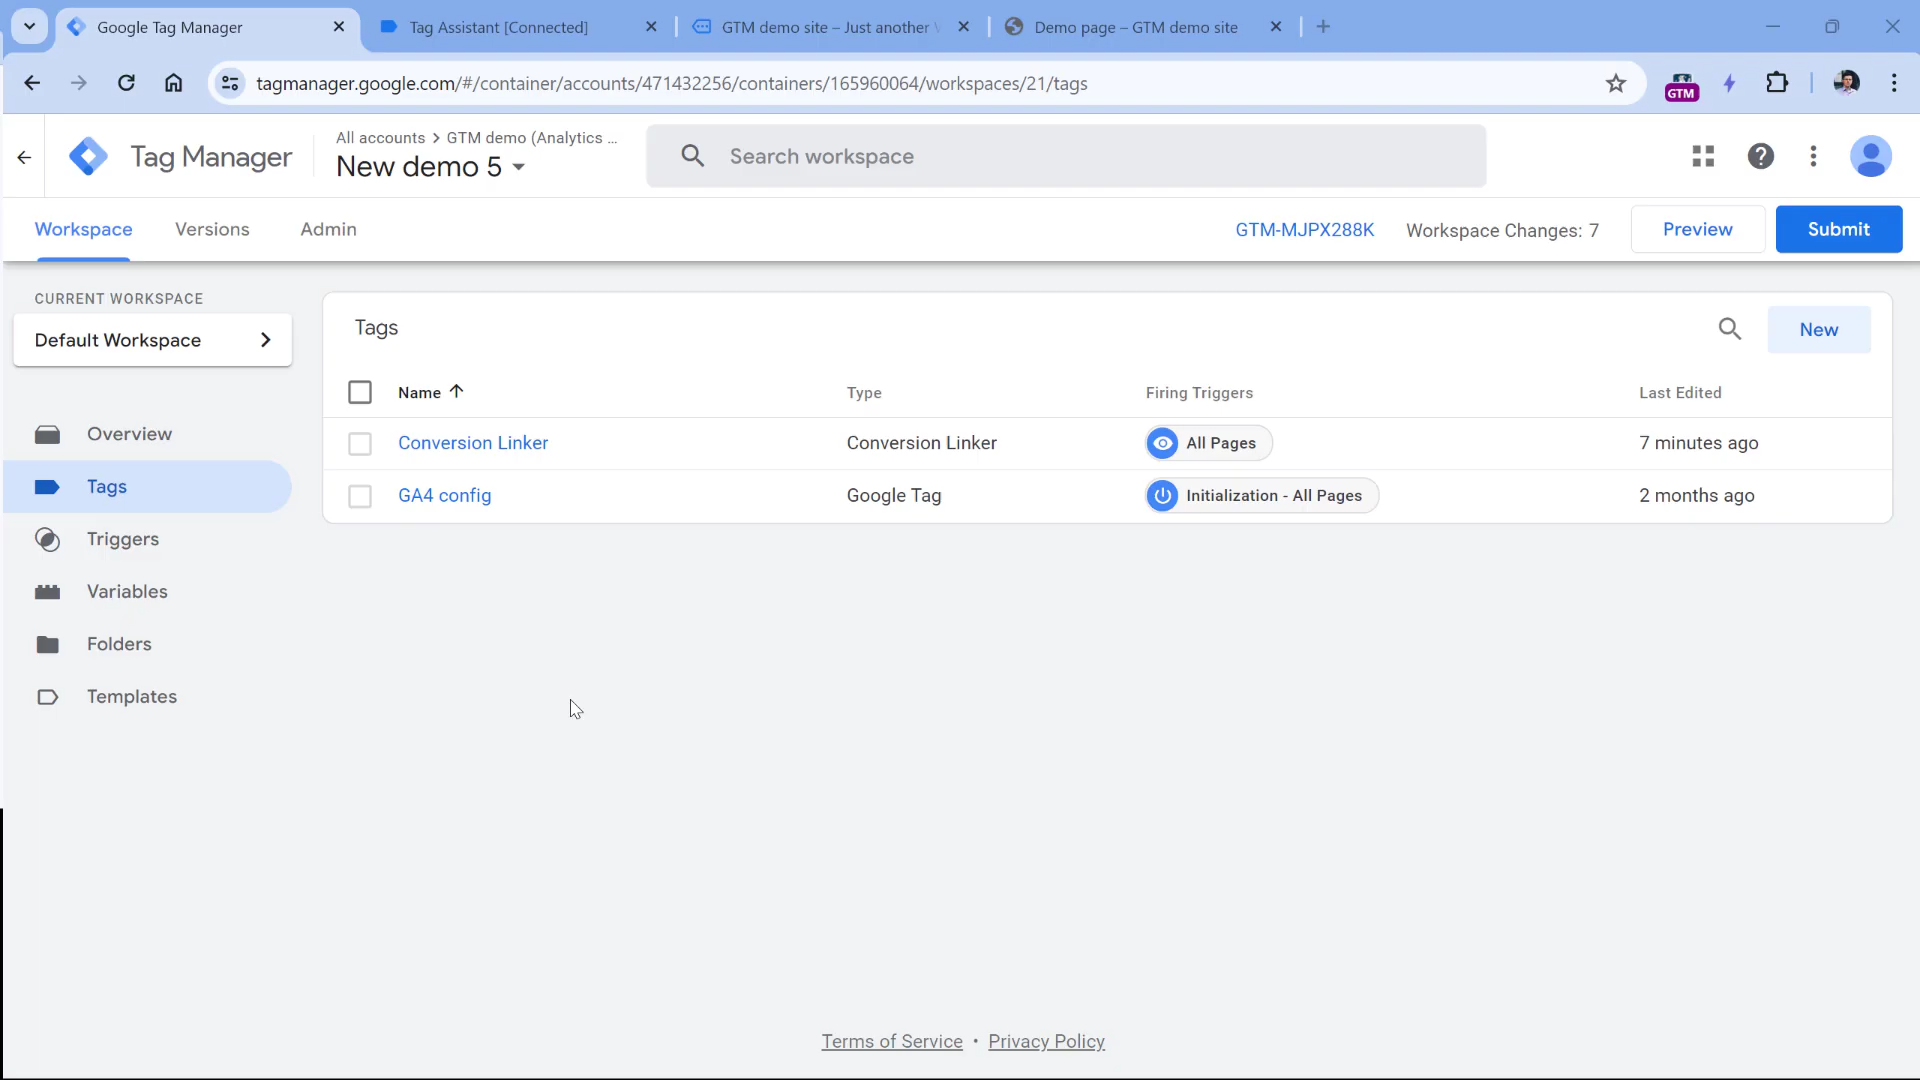 Google Tag Manager
Tag Assistant [Connected]
GTM demo site – Just another
Demo page – GTM demo site
tagmanager.google.com/#/container/accounts/471432256/containers/165960064/workspaces/21/tags
GTM
Tag Manager
All accounts > GTM demo (Analytics ...
New demo 5
Search workspace
Workspace
Versions
Admin
GTM-MJPX288K
Workspace Changes: 7
Preview
Submit
CURRENT WORKSPACE
Default Workspace
Overview
Tags
Triggers
Variables
Folders
Templates
Tags
New
Name
Type
Firing Triggers
Last Edited
Conversion Linker
Conversion Linker
All Pages
7 minutes ago
GA4 config
Google Tag
Initialization - All Pages
2 months ago
Terms of Service • Privacy Policy